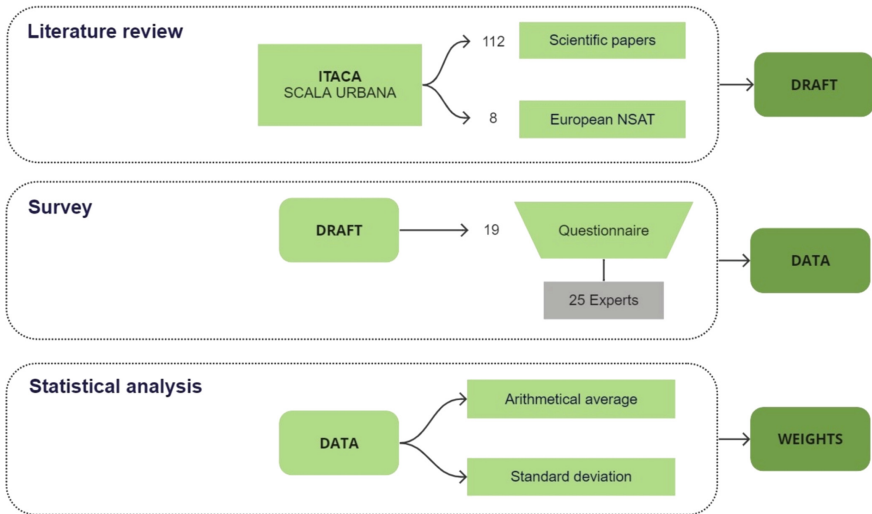 Literature review
ITACA
SCALA URBANA
112
Scientific papers
8
European NSAT
DRAFT
Survey
DRAFT
19
Questionnaire
25 Experts
DATA
Statistical analysis
DATA
Arithmetical average
Standard deviation
WEIGHTS